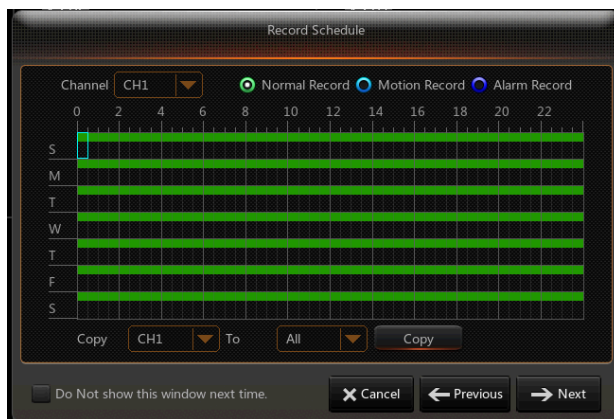 Record Schedule
Channel CH1 Normal Record Motion Record Alarm Record
0 2 4 6 8 10 12 14 16 18 20 22
S
M
T
W
T
F
S
Copy CH1 To All Copy
Do Not show this window next time. Cancel Previous Next